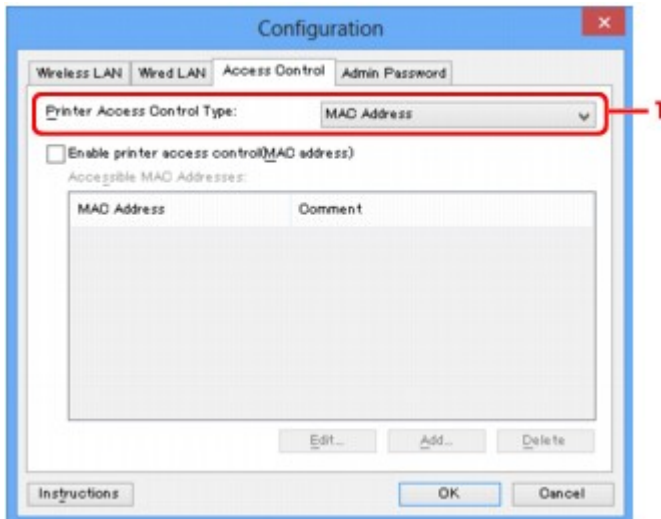 Configuration
Wireless LAN Wired LAN Access Control Admin Password
Printer Access Control Type: MAC Address 1
Enable printer access control(MAC address)
Accessible MAC Addresses:
MAC Address Comment
Edit... Add... Delete
Instructions OK Cancel